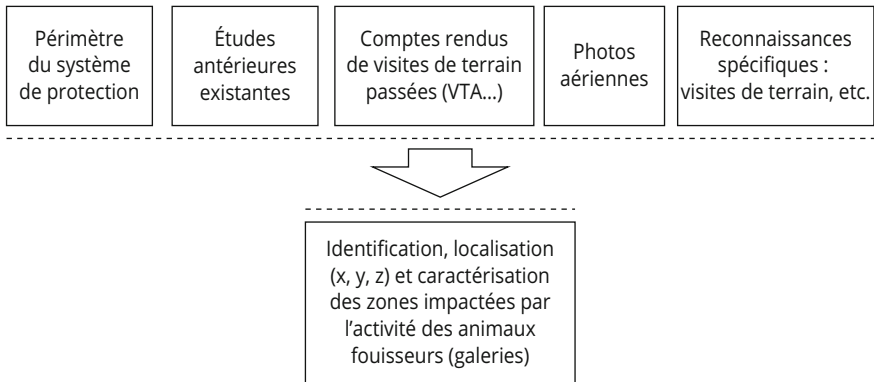 Périmètre
du système
de protection
Études
antérieures
existantes
Comptes rendus
de visites de terrain
passées (VTA...)
Photos
aériennes
Reconnaissances
spécifiques :
visites de terrain, etc.
Identification, localisation
(x, y, z) et caractérisation
des zones impactées par
l’activité des animaux
fouisseurs (galeries)